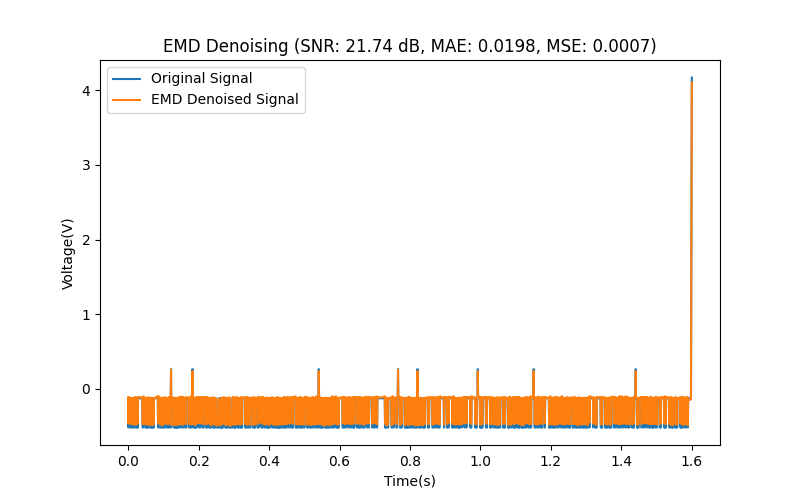 EMD Denoising (SNR: 21.74 dB, MAE: 0.0198, MSE: 0.0007)
Original Signal
EMD Denoised Signal
4
3
2
1
0
Voltage(V)
0.0 0.2 0.4 0.6 0.8 1.0 1.2 1.4 1.6
Time(s)